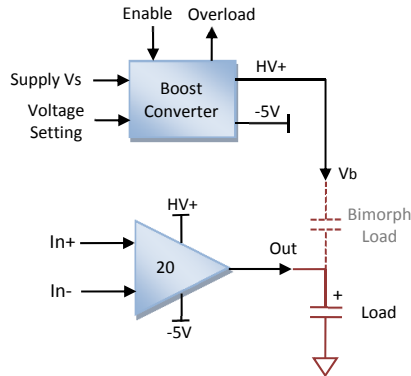 Enable Overload
Supply Vs
Voltage
Setting
Boost
Converter
HV+
-5V
Vb
Bimorph
Load
HV+
In+
In-
20
-5V
Out
+
Load